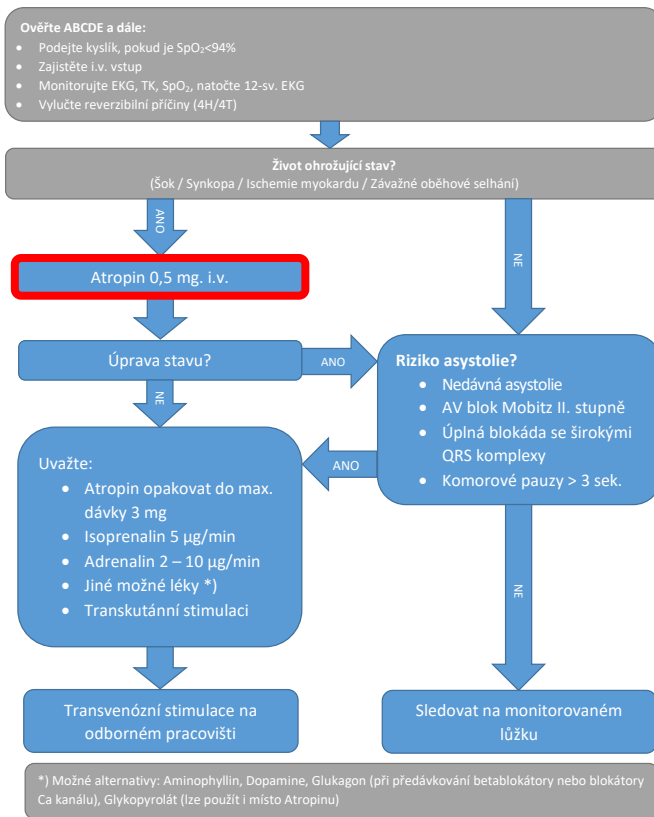 Ověřte ABCDE a dále:
• Podejte kyslík, pokud je SpO₂<94%
• Zajistěte i.v. vstup
• Monitorujte EKG, TK, SpO₂, natočte 12-sv. EKG
• Vylučte reverzibilní příčiny (4H/4T)
Život ohrožující stav?
(Šok / Synkopa / Ischemie myokardu / Závažné oběhové selhání)
ANO
NE
Atropin 0,5 mg. i.v.
Úprava stavu?
ANO
NE
Riziko asystolie?
• Nedávná asystolie
• AV blok Mobitz II. stupně
• Úplná blokáda se širokými
QRS komplexy
• Komorové pauzy > 3 sek.
ANO
NE
Uvažte:
• Atropin opakovat do max.
dávky 3 mg
• Isoprenalin 5 µg/min
• Adrenalin 2 – 10 µg/min
• Jiné možné léky *)
• Transkutánní stimulaci
Transvenózní stimulace na
odborném pracovišti
Sledovat na monitorovaném
lůžku
*) Možné alternativy: Aminophyllin, Dopamine, Glukagon (při předávkování betablokátory nebo blokátory
Ca kanálu), Glykopyrolát (lze použít i místo Atropinu)